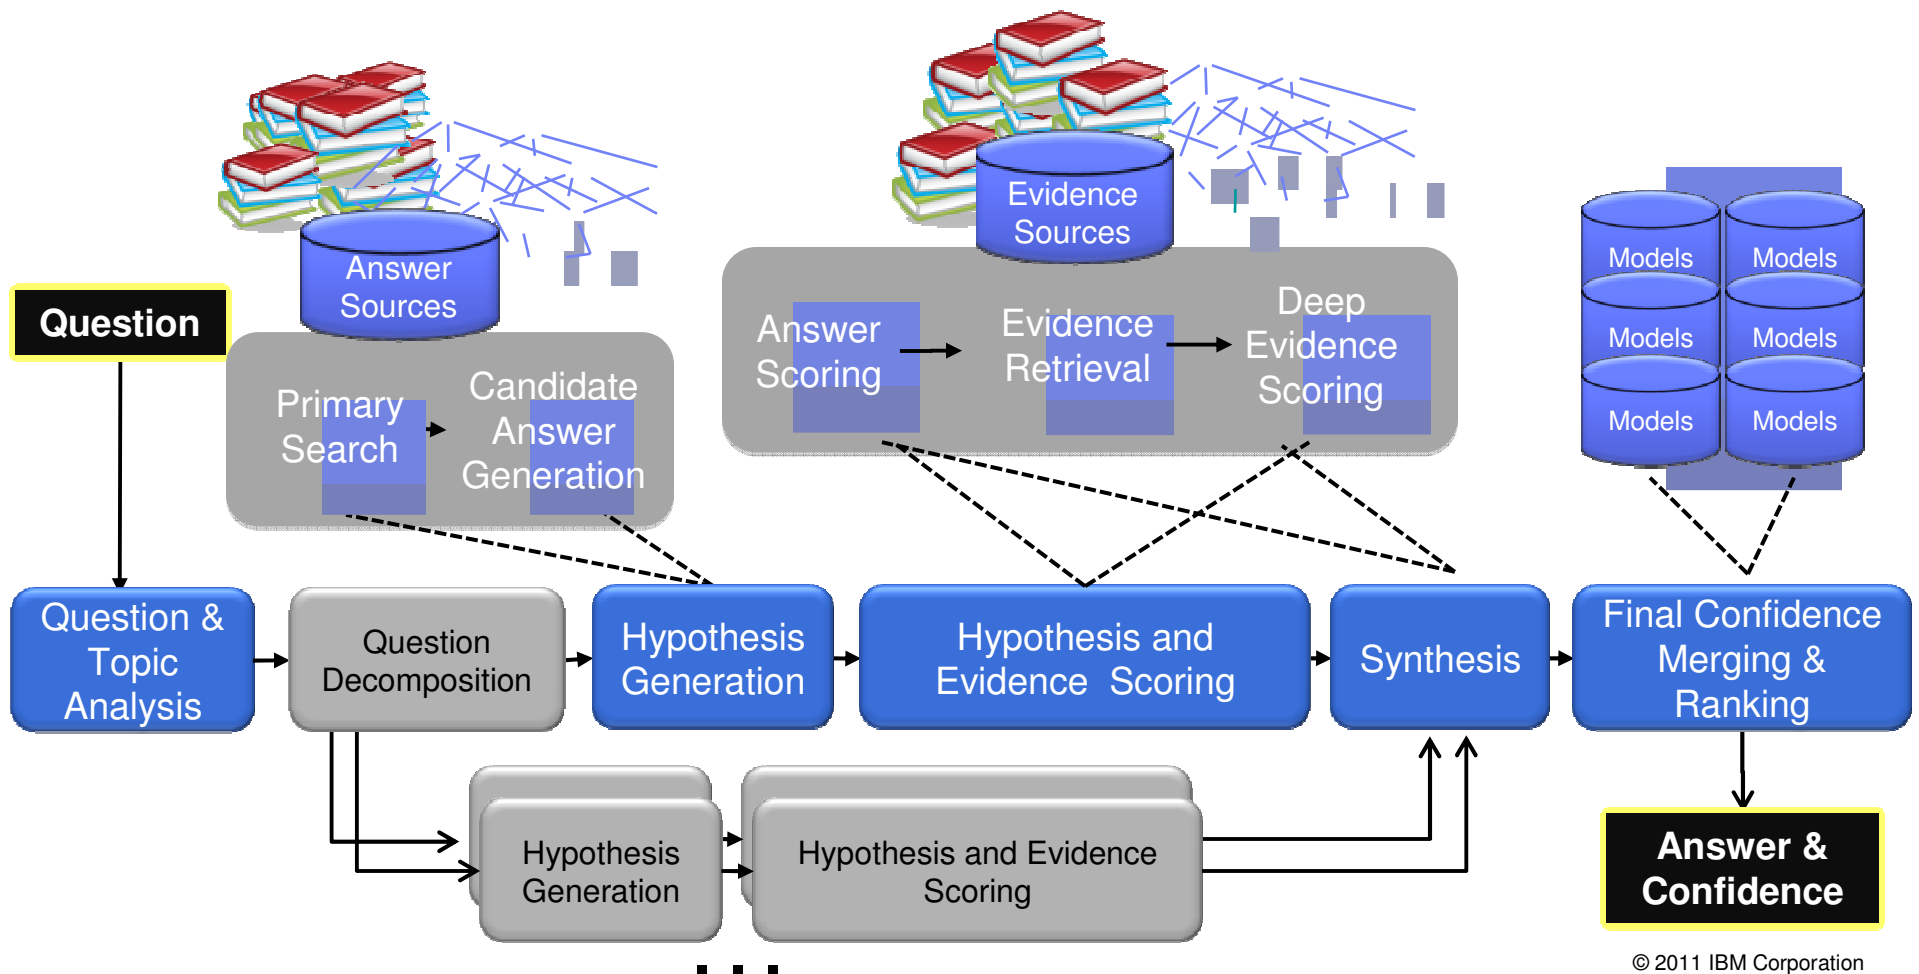 Evidence
Sources
Answer
Sources
Models
Models
Models
Models
Models
Models
Question
Primary
Search
Candidate
Answer
Generation
Answer
Scoring
Evidence
Retrieval
Deep
Evidence
Scoring
Question &
Topic
Analysis
Question
Decomposition
Hypothesis
Generation
Hypothesis and
Evidence  Scoring
Synthesis
Final Confidence
Merging &
Ranking
Hypothesis
Generation
Hypothesis and Evidence
Scoring
Answer &
Confidence
...
© 2011 IBM Corporation